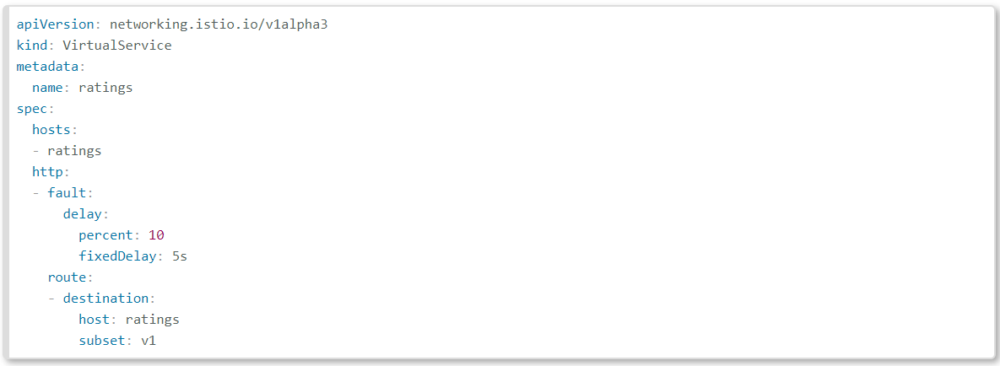 apiVersion: networking.istio.io/v1alpha3
kind: VirtualService
metadata:
  name: ratings
spec:
  hosts:
  - ratings
  http:
  - fault:
      delay:
        percent: 10
        fixedDelay: 5s
    route:
    - destination:
        host: ratings
        subset: v1